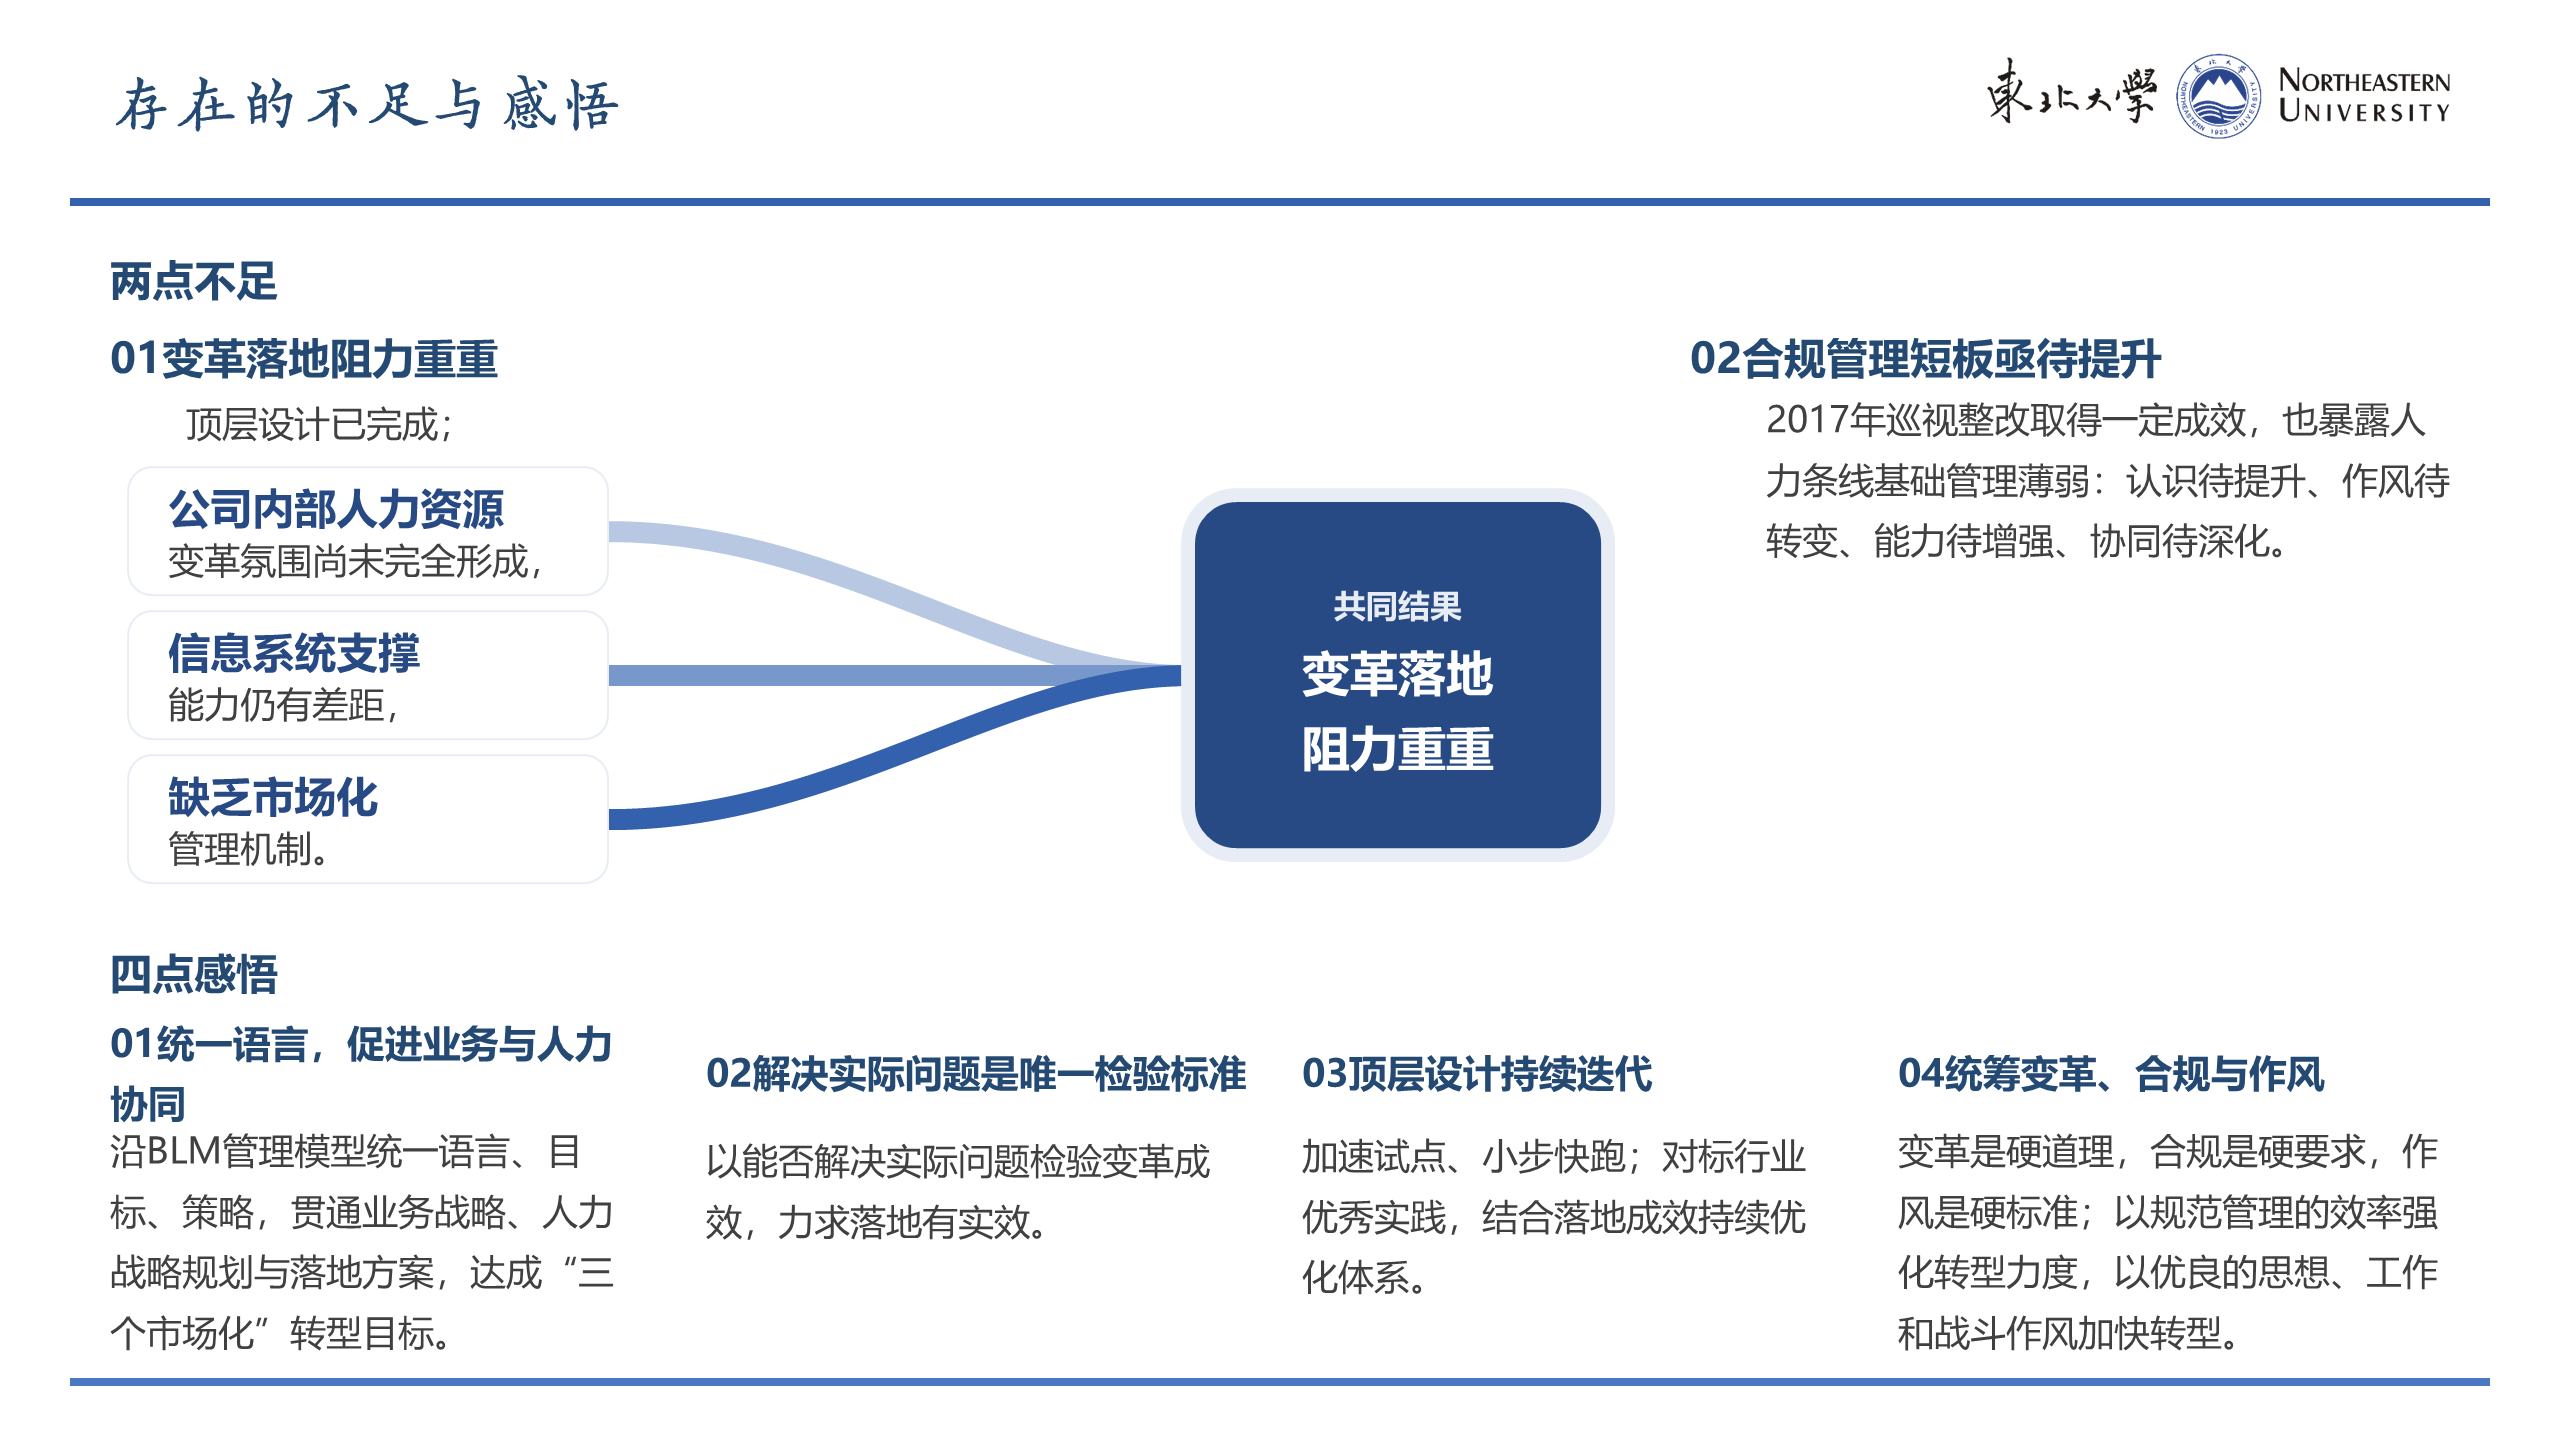 存在的不足与感悟
東北大學
NORTHEASTERN
UNIVERSITY
東北大學
NORTHEASTERN 1923 UNIVERSITY
两点不足
01变革落地阻力重重
顶层设计已完成；
公司内部人力资源
变革氛围尚未完全形成，
信息系统支撑
能力仍有差距，
缺乏市场化
管理机制。
共同结果
变革落地
阻力重重
02合规管理短板亟待提升
2017年巡视整改取得一定成效，也暴露人
力条线基础管理薄弱：认识待提升、作风待
转变、能力待增强、协同待深化。
四点感悟
01统一语言，促进业务与人力
协同
沿BLM管理模型统一语言、目
标、策略，贯通业务战略、人力
战略规划与落地方案，达成“三
个市场化”转型目标。
02解决实际问题是唯一检验标准
以能否解决实际问题检验变革成
效，力求落地有实效。
03顶层设计持续迭代
加速试点、小步快跑；对标行业
优秀实践，结合落地成效持续优
化体系。
04统筹变革、合规与作风
变革是硬道理，合规是硬要求，作
风是硬标准；以规范管理的效率强
化转型力度，以优良的思想、工作
和战斗作风加快转型。